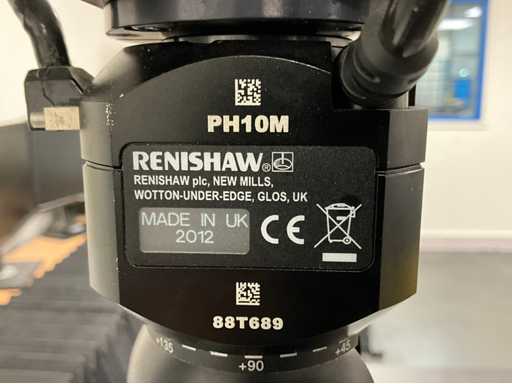 PH10M
RENISHAW®
RENISHAW plc, NEW MILLS,
WOTTON-UNDER-EDGE, GLOS, UK
MADE IN UK
2012
CE
88T689
+135 +90 +45